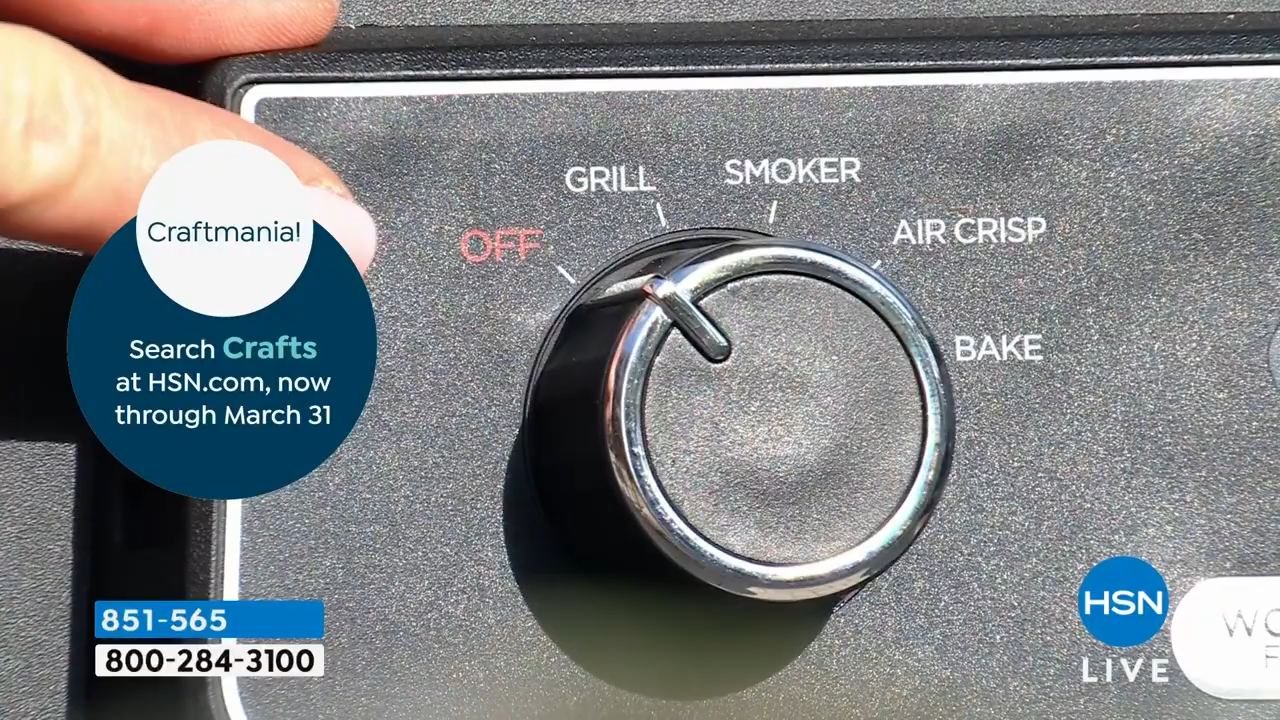 GRILL
SMOKER
OFF
AIR CRISP
BAKE
Craftmania!
Search Crafts
at HSN.com, now
through March 31
851-565
800-284-3100
HSN
LIVE